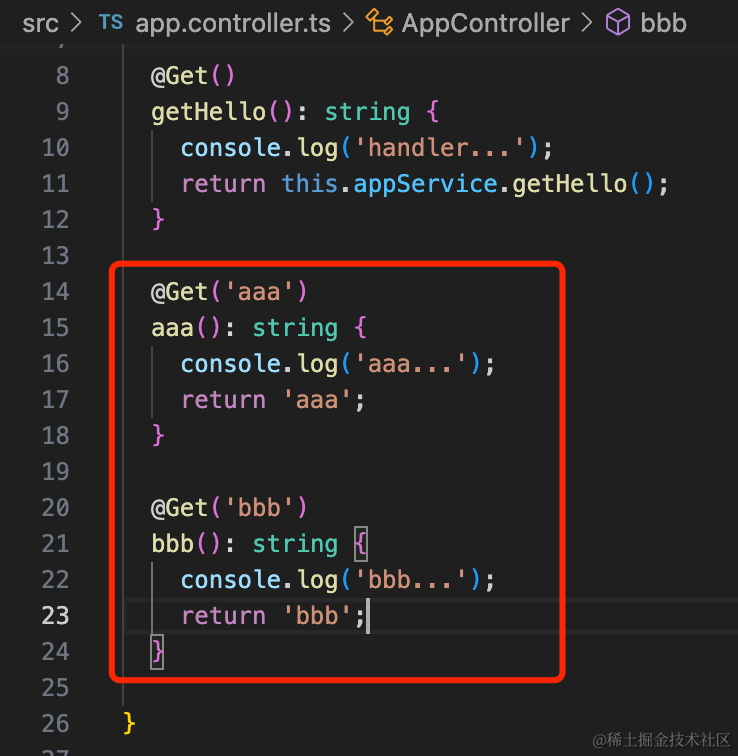 src > TS app.controller.ts > AppController > bbb
8 @Get()
9 getHello(): string {
10 console.log('handler...');
11 return this.appService.getHello();
12 }
13
14 @Get('aaa')
15 aaa(): string {
16 console.log('aaa...');
17 return 'aaa';
18 }
19
20 @Get('bbb')
21 bbb(): string {
22 console.log('bbb...');
23 return 'bbb';
24 }
25
26 }
@稀土掘金技术社区